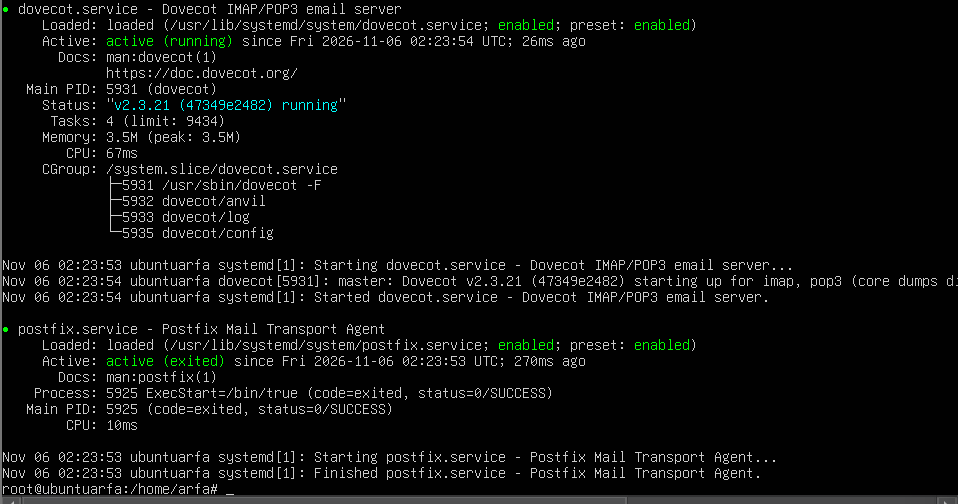 ● dovecot.service - Dovecot IMAP/POP3 email server
Loaded: loaded (/usr/lib/systemd/system/dovecot.service; enabled; preset: enabled)
Active: active (running) since Fri 2026-11-06 02:23:54 UTC; 26ms ago
Docs: man:dovecot(1)
https://doc.dovecot.org/
Main PID: 5931 (dovecot)
Status: "v2.3.21 (47349e2482) running"
Tasks: 4 (limit: 9434)
Memory: 3.5M (peak: 3.5M)
CPU: 67ms
CGroup: /system.slice/dovecot.service
├─5931 /usr/sbin/dovecot -F
├─5932 dovecot/anvil
├─5933 dovecot/log
└─5935 dovecot/config
Nov 06 02:23:53 ubuntuarfa systemd[1]: Starting dovecot.service - Dovecot IMAP/POP3 email server...
Nov 06 02:23:54 ubuntuarfa dovecot[5931]: master: Dovecot v2.3.21 (47349e2482) starting up for imap, pop3 (core dumps di
Nov 06 02:23:54 ubuntuarfa systemd[1]: Started dovecot.service - Dovecot IMAP/POP3 email server.
● postfix.service - Postfix Mail Transport Agent
Loaded: loaded (/usr/lib/systemd/system/postfix.service; enabled; preset: enabled)
Active: active (exited) since Fri 2026-11-06 02:23:53 UTC; 270ms ago
Docs: man:postfix(1)
Process: 5925 ExecStart=/bin/true (code=exited, status=0/SUCCESS)
Main PID: 5925 (code=exited, status=0/SUCCESS)
CPU: 10ms
Nov 06 02:23:53 ubuntuarfa systemd[1]: Starting postfix.service - Postfix Mail Transport Agent...
Nov 06 02:23:53 ubuntuarfa systemd[1]: Finished postfix.service - Postfix Mail Transport Agent.
root@ubuntuarfa:/home/arfa# _